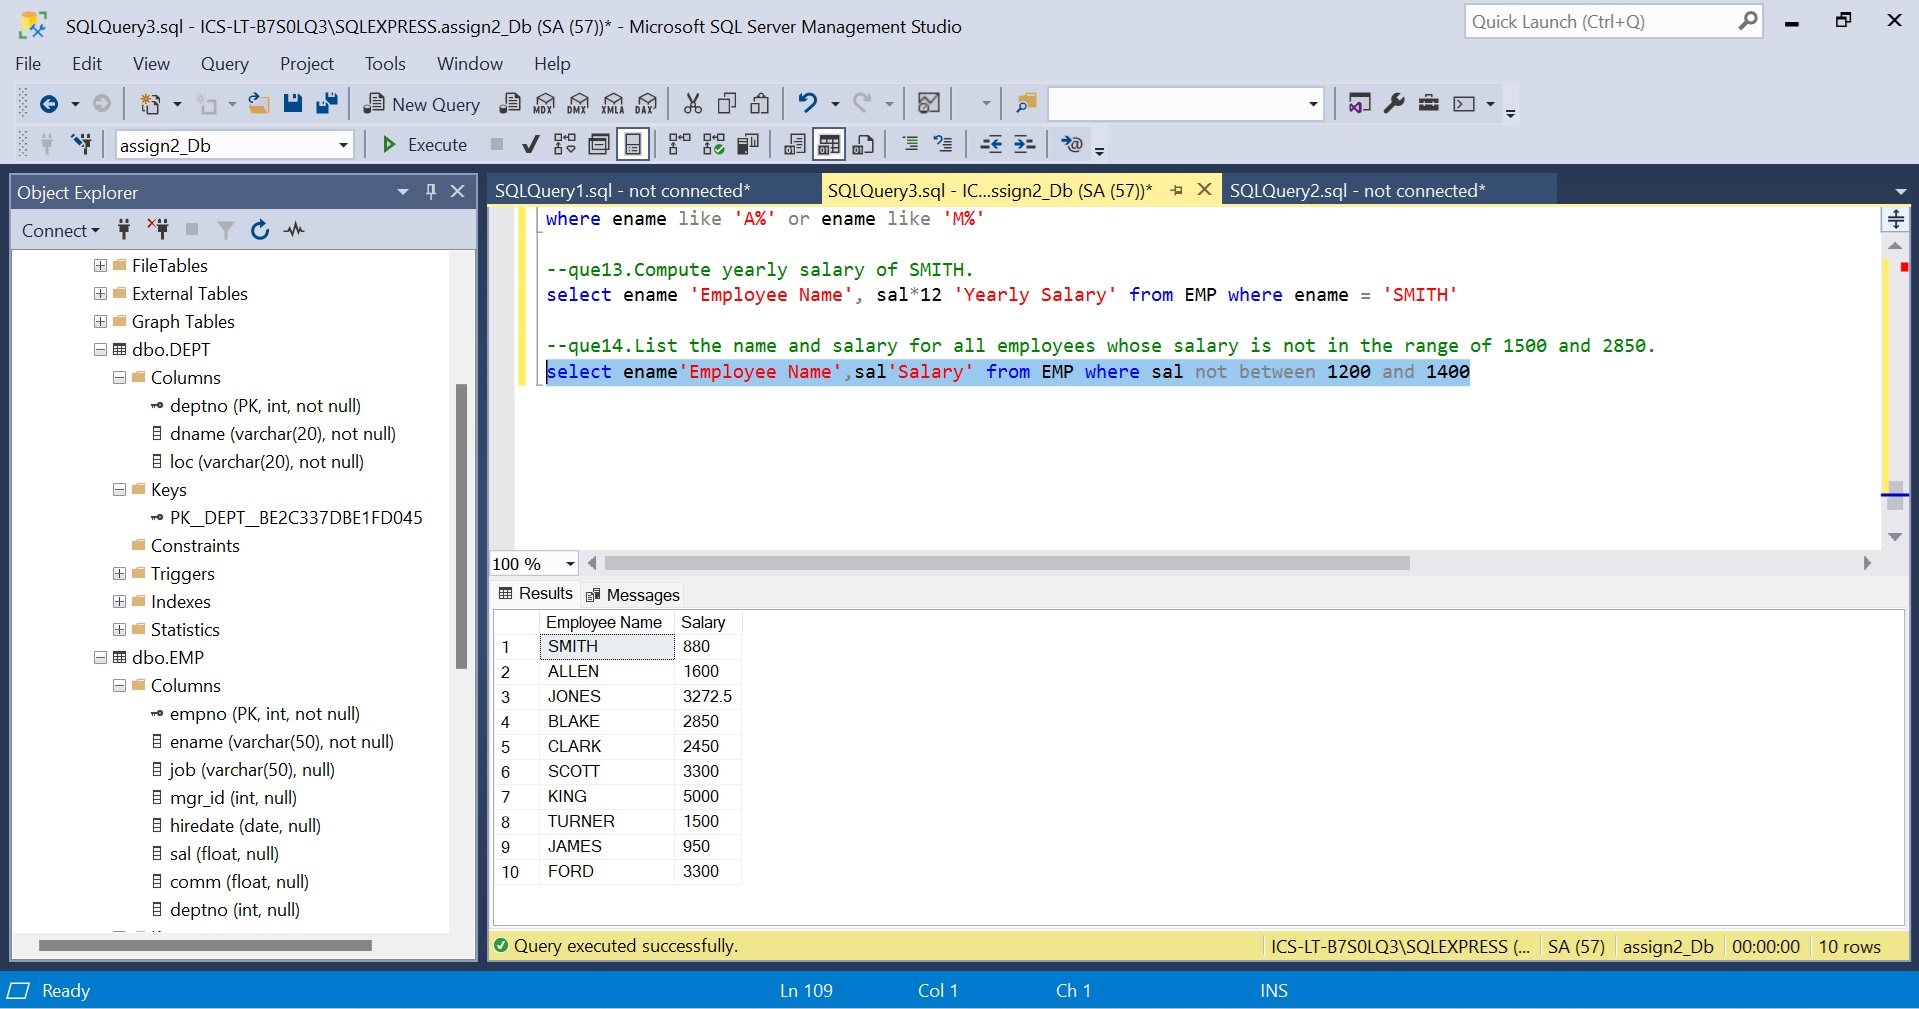 SQLQuery3.sql - ICS-LT-B7S0LQ3\SQLEXPRESS.assign2_Db (SA (57))* - Microsoft SQL Server Management Studio
Quick Launch (Ctrl+Q)
File Edit View Query Project Tools Window Help
New Query MDX DMX XMLA DAX
assign2_Db Execute
Object Explorer
Connect
FileTables
External Tables
Graph Tables
dbo.DEPT
Columns
deptno (PK, int, not null)
dname (varchar(20), not null)
loc (varchar(20), not null)
Keys
PK__DEPT__BE2C337DBE1FD045
Constraints
Triggers
Indexes
Statistics
dbo.EMP
Columns
empno (PK, int, not null)
ename (varchar(50), not null)
job (varchar(50), null)
mgr_id (int, null)
hiredate (date, null)
sal (float, null)
comm (float, null)
deptno (int, null)
SQLQuery1.sql - not connected*
SQLQuery3.sql - IC...ssign2_Db (SA (57))*
SQLQuery2.sql - not connected*
where ename like 'A%' or ename like 'M%'
--que13.Compute yearly salary of SMITH.
select ename 'Employee Name', sal*12 'Yearly Salary' from EMP where ename = 'SMITH'
--que14.List the name and salary for all employees whose salary is not in the range of 1500 and 2850.
select ename'Employee Name',sal'Salary' from EMP where sal not between 1200 and 1400
100 %
Results Messages
Employee Name Salary
1 SMITH 880
2 ALLEN 1600
3 JONES 3272.5
4 BLAKE 2850
5 CLARK 2450
6 SCOTT 3300
7 KING 5000
8 TURNER 1500
9 JAMES 950
10 FORD 3300
Query executed successfully.
ICS-LT-B7S0LQ3\SQLEXPRESS (... SA (57) assign2_Db 00:00:00 10 rows
Ready Ln 109 Col 1 Ch 1 INS